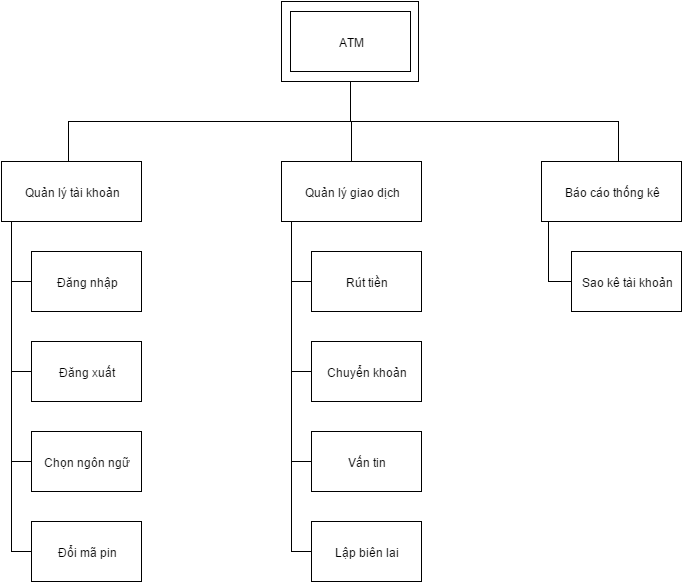 ATM
Quản lý tài khoản
Quản lý giao dịch
Báo cáo thống kê
Đăng nhập
Rút tiền
Sao kê tài khoản
Đăng xuất
Chuyển khoản
Chọn ngôn ngữ
Vấn tin
Đổi mã pin
Lập biên lai